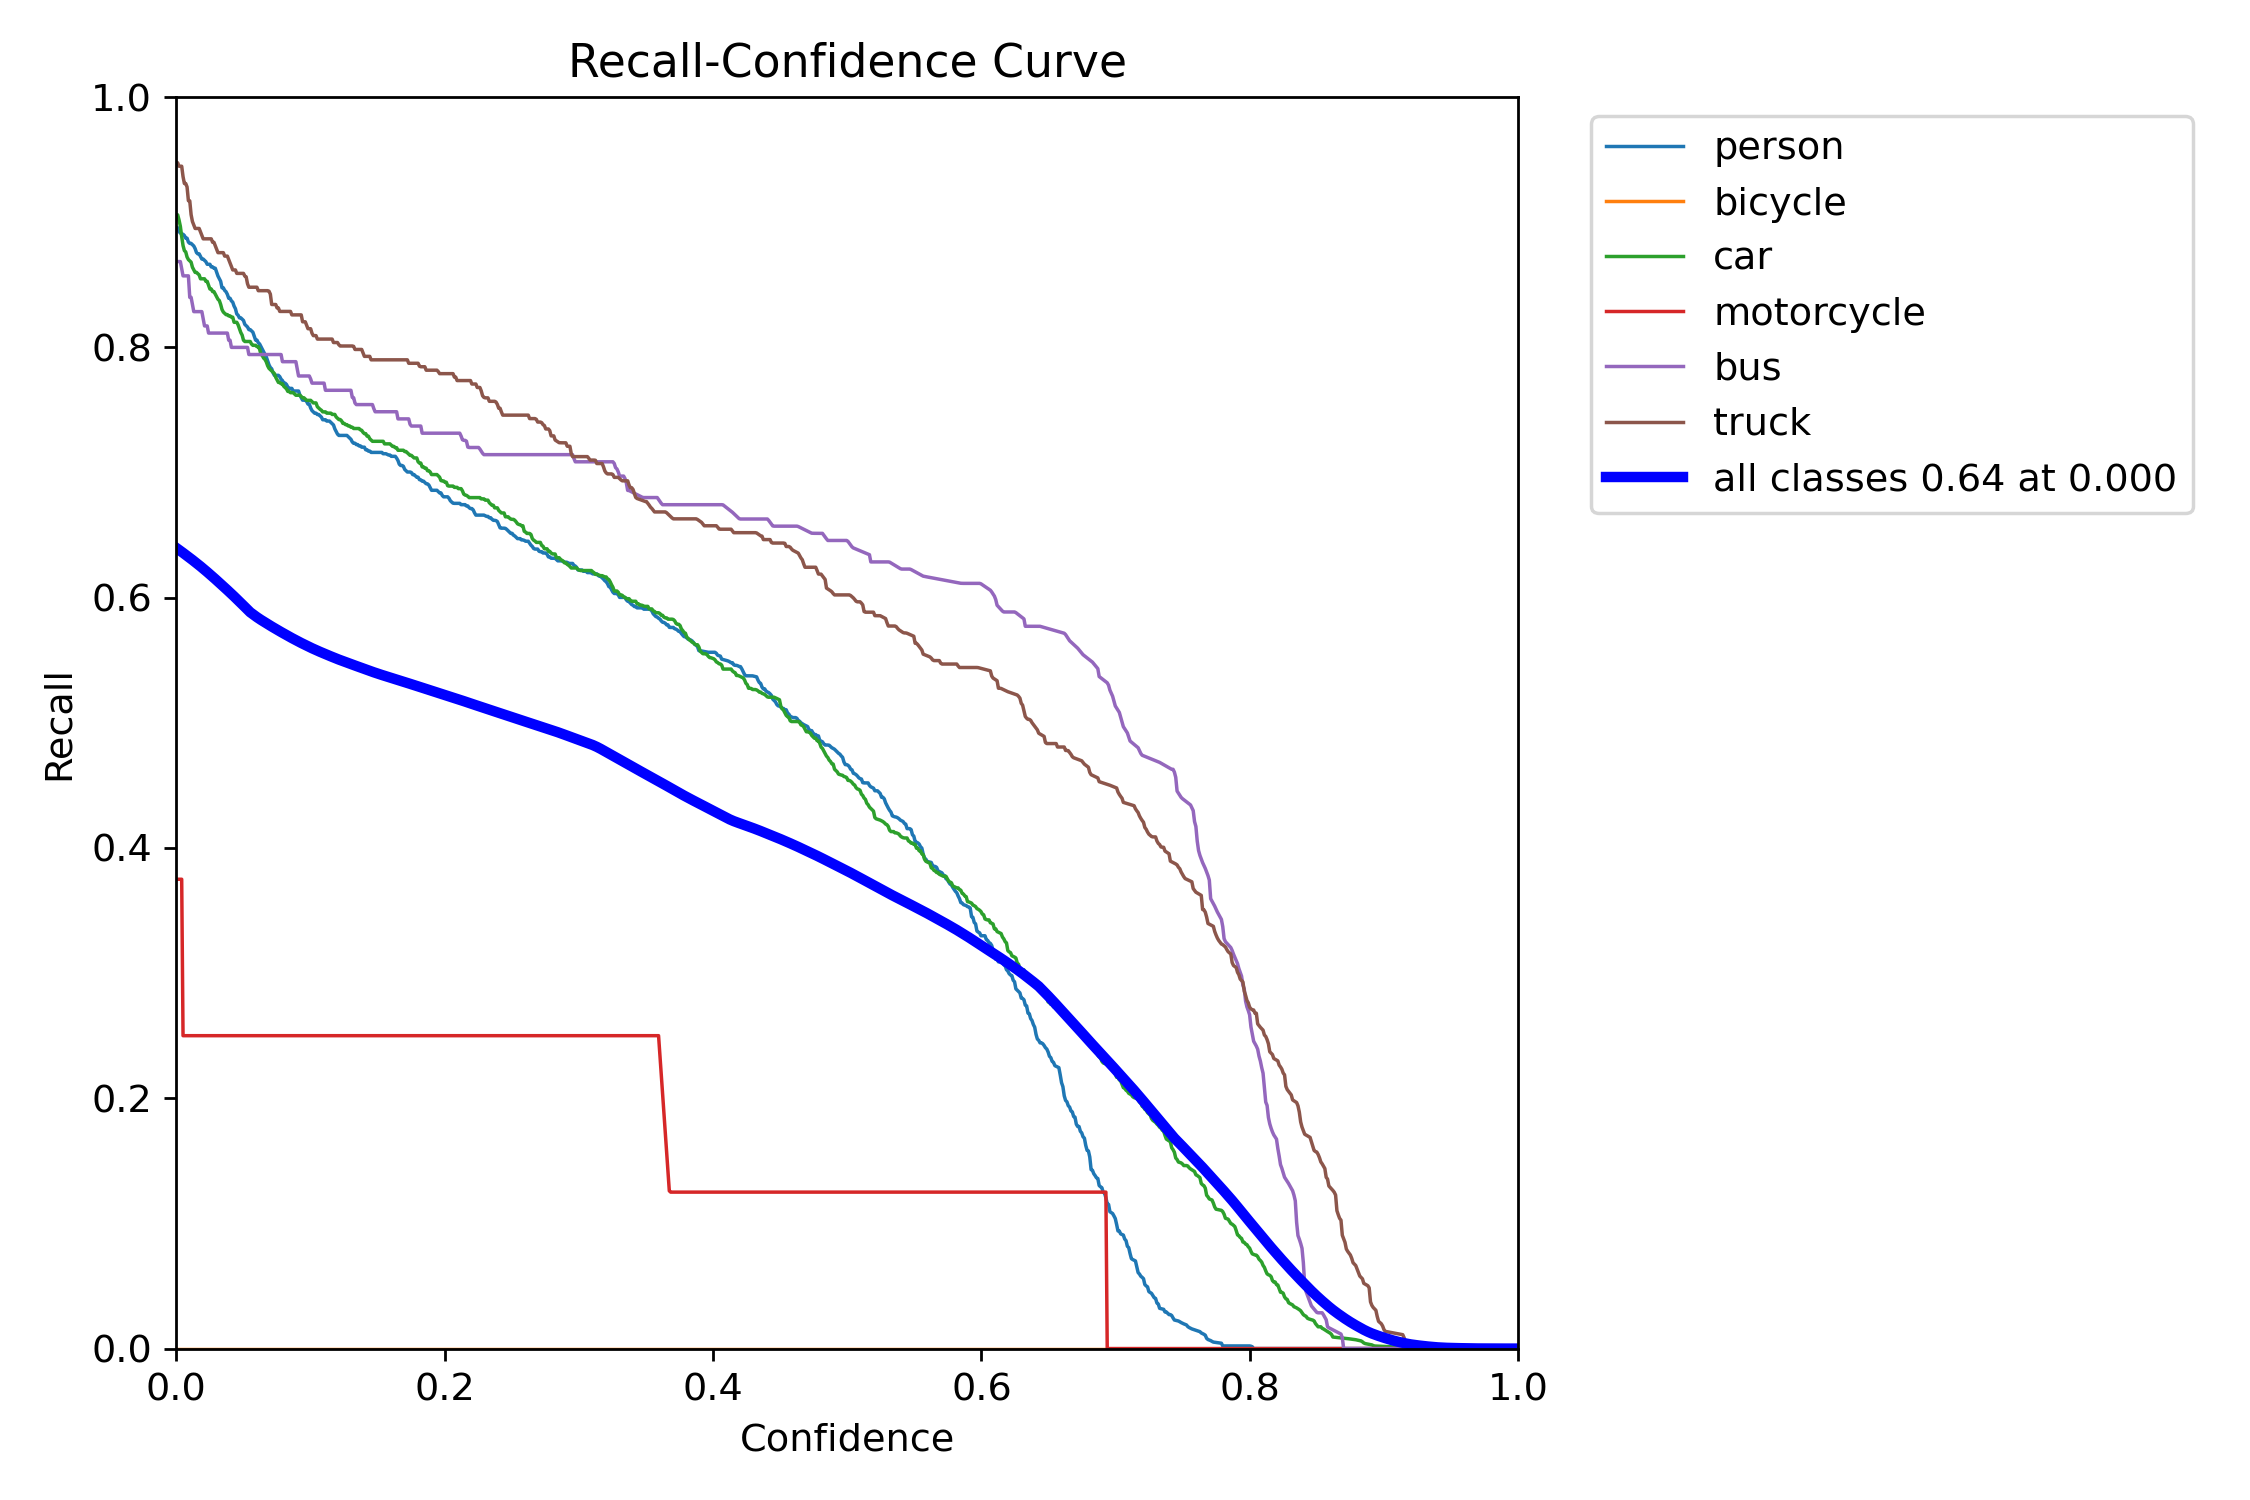 Recall-Confidence Curve
1.0
0.8
0.6
0.4
0.2
0.0
Recall
0.0 0.2 0.4 0.6 0.8 1.0
Confidence
person
bicycle
car
motorcycle
bus
truck
all classes 0.64 at 0.000